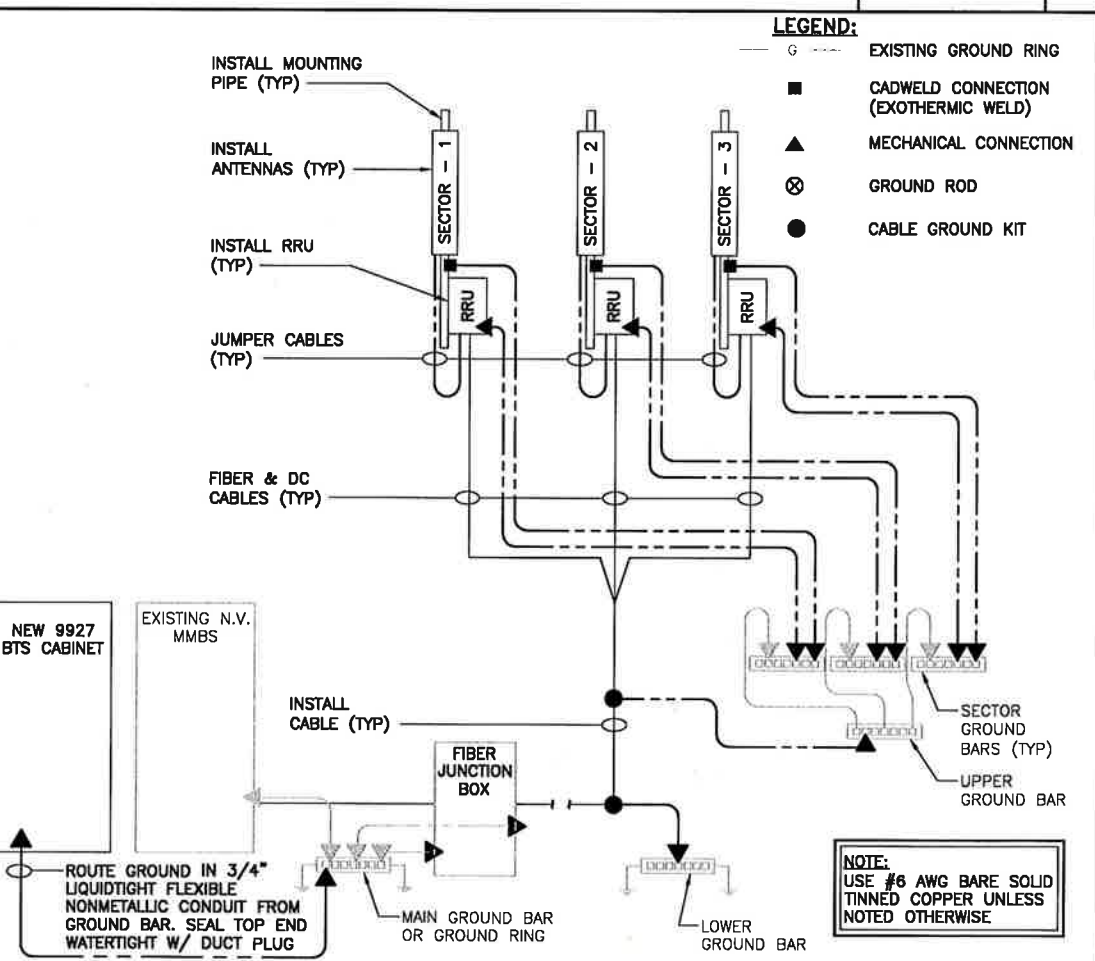 LEGEND:
G EXISTING GROUND RING
CADWELD CONNECTION
(EXOTHERMIC WELD)
MECHANICAL CONNECTION
GROUND ROD
CABLE GROUND KIT
INSTALL MOUNTING
PIPE (TYP)
INSTALL
ANTENNAS (TYP)
INSTALL RRU
(TYP)
JUMPER CABLES
(TYP)
FIBER & DC
CABLES (TYP)
SECTOR - 1
SECTOR - 2
SECTOR - 3
RRU
RRU
RRU
NEW 9927
BTS CABINET
EXISTING N.V.
MMBS
INSTALL
CABLE (TYP)
FIBER
JUNCTION
BOX
SECTOR
GROUND
BARS (TYP)
UPPER
GROUND BAR
ROUTE GROUND IN 3/4"
LIQUIDTIGHT FLEXIBLE
NONMETALLIC CONDUIT FROM
GROUND BAR. SEAL TOP END
WATERTIGHT W/ DUCT PLUG
MAIN GROUND BAR
OR GROUND RING
LOWER
GROUND BAR
NOTE:
USE #6 AWG BARE SOLID
TINNED COPPER UNLESS
NOTED OTHERWISE